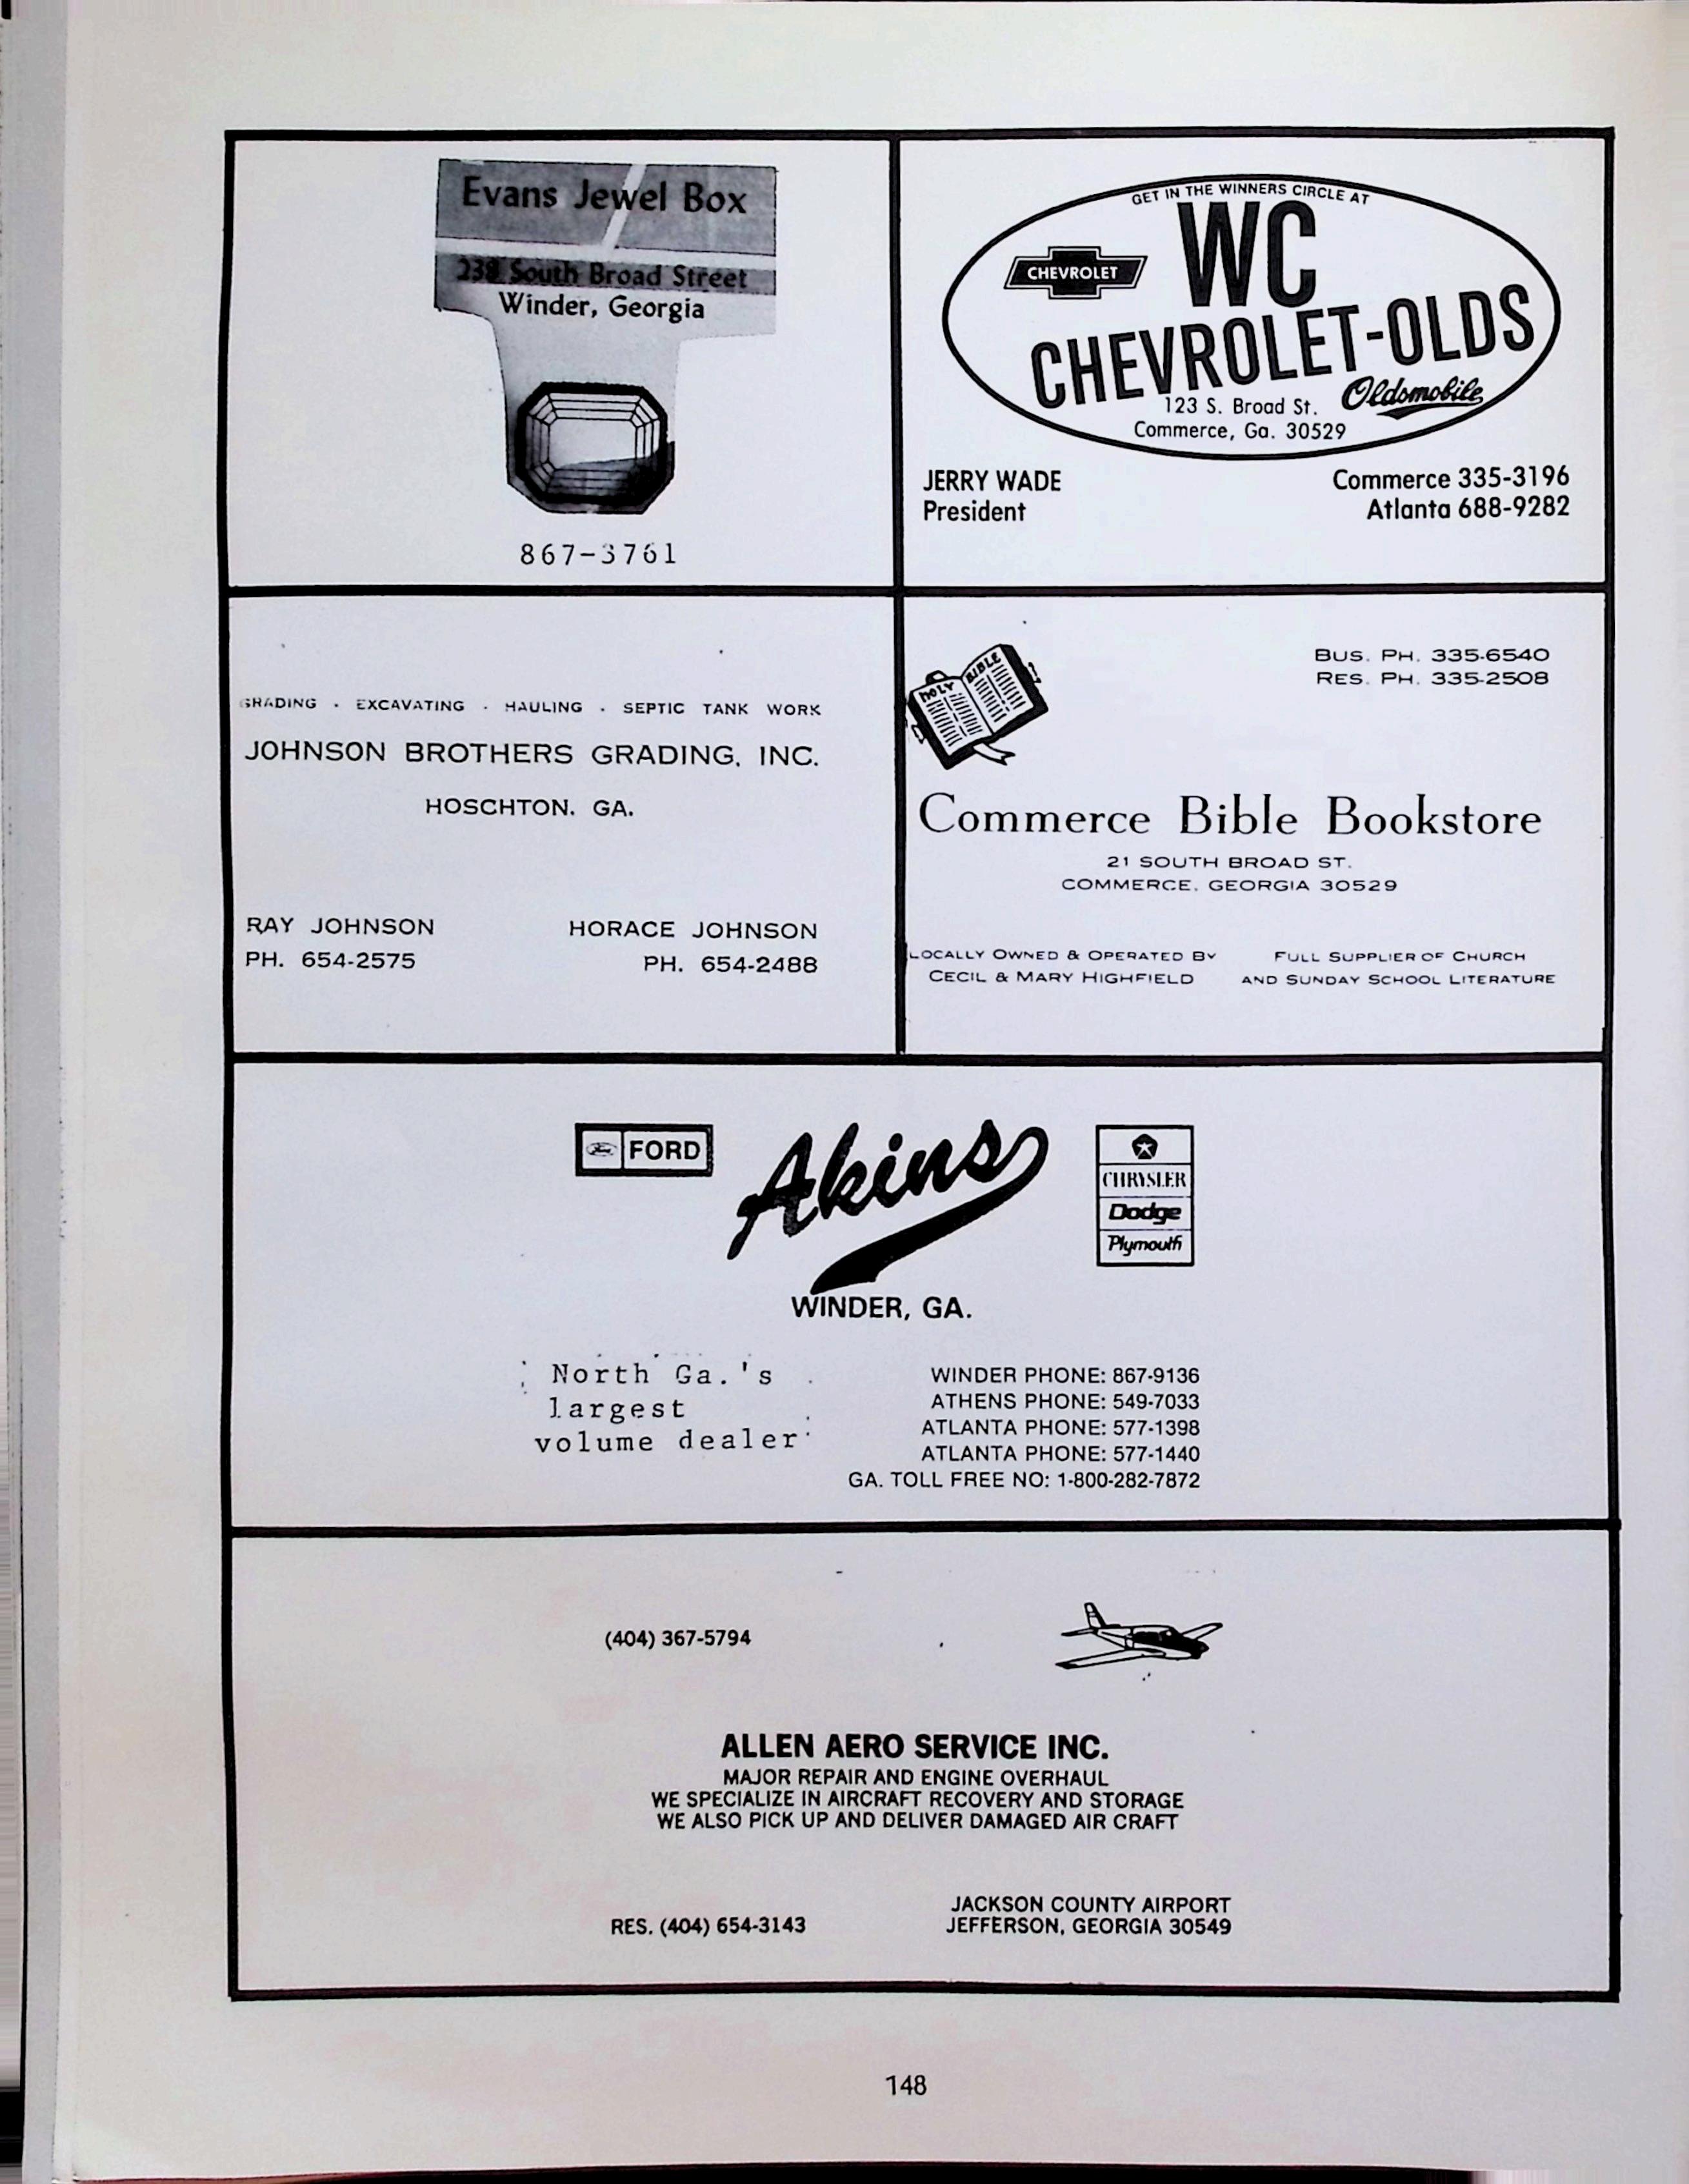 Evans Jewel Box
South Broad Street
Winder, Georgia
867-3761
GET IN THE WINNERS CIRCLE AT
WC
CHEVROLET
CHEVROLET-OLDS
Oldsmobile
123 S. Broad St.
Commerce, Ga. 30529
JERRY WADE
President
Commerce 335-3196
Atlanta 688-9282
GRADING . EXCAVATING . HAULING . SEPTIC TANK WORK
JOHNSON BROTHERS GRADING, INC.
HOSCHTON, GA.
RAY JOHNSON
PH. 654-2575
HORACE JOHNSON
PH. 654-2488
HOLY BIBLE
BUS. PH. 335-6540
RES. PH. 335-2508
Commerce Bible Bookstore
21 SOUTH BROAD ST.
COMMERCE, GEORGIA 30529
LOCALLY OWNED & OPERATED BY
CECIL & MARY HIGHFIELD
FULL SUPPLIER OF CHURCH
AND SUNDAY SCHOOL LITERATURE
Ford FORD
Akins
CHRYSLER
Dodge
Plymouth
WINDER, GA.
North Ga.'s
largest
volume dealer
WINDER PHONE: 867-9136
ATHENS PHONE: 549-7033
ATLANTA PHONE: 577-1398
ATLANTA PHONE: 577-1440
GA. TOLL FREE NO: 1-800-282-7872
(404) 367-5794
ALLEN AERO SERVICE INC.
MAJOR REPAIR AND ENGINE OVERHAUL
WE SPECIALIZE IN AIRCRAFT RECOVERY AND STORAGE
WE ALSO PICK UP AND DELIVER DAMAGED AIR CRAFT
RES. (404) 654-3143
JACKSON COUNTY AIRPORT
JEFFERSON, GEORGIA 30549
148